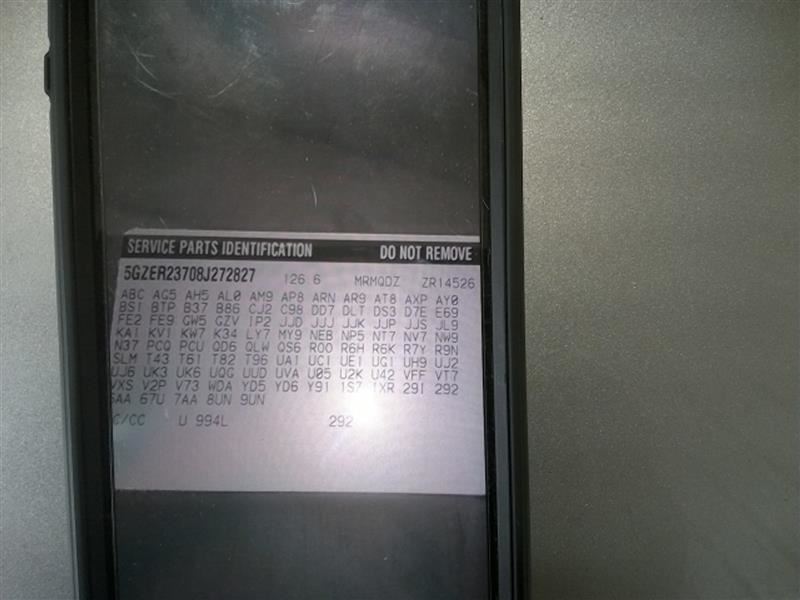 SERVICE PARTS IDENTIFICATION DO NOT REMOVE
5GZER23708J272827 126 6 MRMQDZ ZR14526
ABC AG5 AH5 AL0 AM9 AP8 ARN AR9 AT8 AXP AY0
BS1 BTP B37 B86 CJ2 C98 DD7 DLT DS3 D7E E69
FE2 FE9 GW5 GZV IP2 JJD JJJ JJK JJP JJS JL9
KA1 KV1 KW7 K34 LY7 MY9 NE8 NP5 NT7 NV7 NW9
N37 PCQ PCU QD6 QLW QS6 R00 R6H R6K R7Y R9N
SLM T43 T61 T82 T96 UA1 UC1 UE1 UG1 UH9 UJ2
UJ6 UK3 UK6 UQG UUD UVA U05 U2K U42 VFF VT7
VXS V2P V73 WDA YD5 YD6 Y91 1SZ 1XR 29I 292
6AA 67U 7AA 8UN 9UN
C/CC U 994L 292